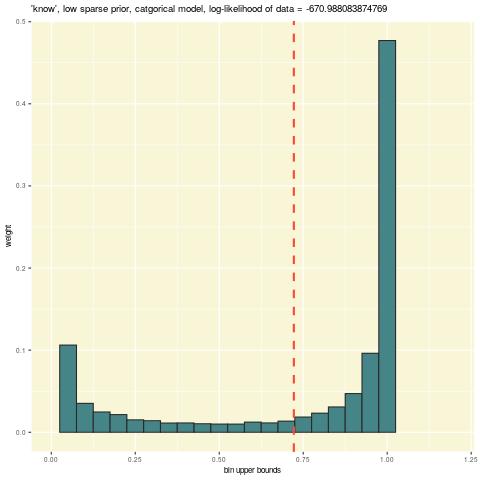 'know', low sparse prior, catgorical model, log-likelihood of data = -670.988083874769
0.5
0.4
0.3
0.2
0.1
0.0
weight
0.00 0.25 0.50 0.75 1.00 1.25
bin upper bounds